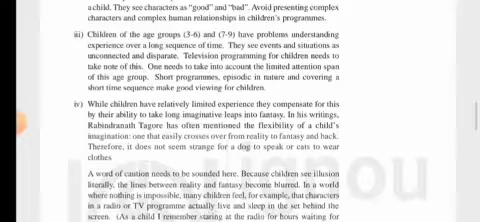 a child. They see characters as “good” and “bad”. Avoid presenting complex
characters and complex human relationships in children’s programmes.
iii) Children of the age groups (3-6) and (7-9) have problems understanding
experience over a long sequence of time. They see events and situations as
unconnected and disparate. Television programming for children needs to
take note of this. One needs to take into account the limited attention span
of this age group. Short programmes, episodic in nature and covering a
short time sequence make good viewing for children.
iv) While children have relatively limited experience they compensate for this
by their ability to take long imaginative leaps into fantasy. In his writings,
Rabindranath Tagore has often mentioned the flexibility of a child’s
imagination: one that easily crosses over from reality to fantasy and back.
Therefore, it does not seem strange for a dog to speak or cats to wear
clothes
A word of caution needs to be sounded here. Because children see illusion
literally, the lines between reality and fantasy become blurred. In a world
where nothing is impossible, many children feel, for example, that characters
in a radio or TV programme actually live and sleep in the set behind the
screen. (As a child I remember staring at the radio for hours waiting for
ignou